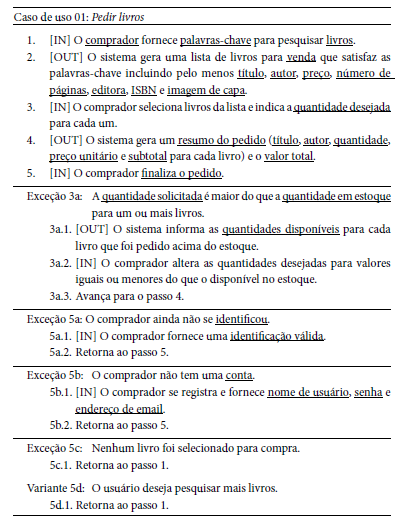 Caso de uso 01: Pedir livros
1. [IN] O comprador fornece palavras-chave para pesquisar livros.
2. [OUT] O sistema gera uma lista de livros para venda que satisfaz as
palavras-chave incluindo pelo menos título, autor, preço, número de
páginas, editora, ISBN e imagem de capa.
3. [IN] O comprador seleciona livros da lista e indica a quantidade desejada
para cada um.
4. [OUT] O sistema gera um resumo do pedido (título, autor, quantidade,
preço unitário e subtotal para cada livro) e o valor total.
5. [IN] O comprador finaliza o pedido.
Exceção 3a: A quantidade solicitada é maior do que a quantidade em estoque
para um ou mais livros.
3a.1. [OUT] O sistema informa as quantidades disponíveis para cada
livro que foi pedido acima do estoque.
3a.2. [IN] O comprador altera as quantidades desejadas para valores
iguais ou menores do que o disponível no estoque.
3a.3. Avança para o passo 4.
Exceção 5a: O comprador ainda não se identificou.
5a.1. [IN] O comprador fornece uma identificação válida.
5a.2. Retorna ao passo 5.
Exceção 5b: O comprador não tem uma conta.
5b.1. [IN] O comprador se registra e fornece nome de usuário, senha e
endereço de email.
5b.2. Retorna ao passo 5.
Exceção 5c: Nenhum livro foi selecionado para compra.
5c.1. Retorna ao passo 1.
Variante 5d: O usuário deseja pesquisar mais livros.
5d.1. Retorna ao passo 1.